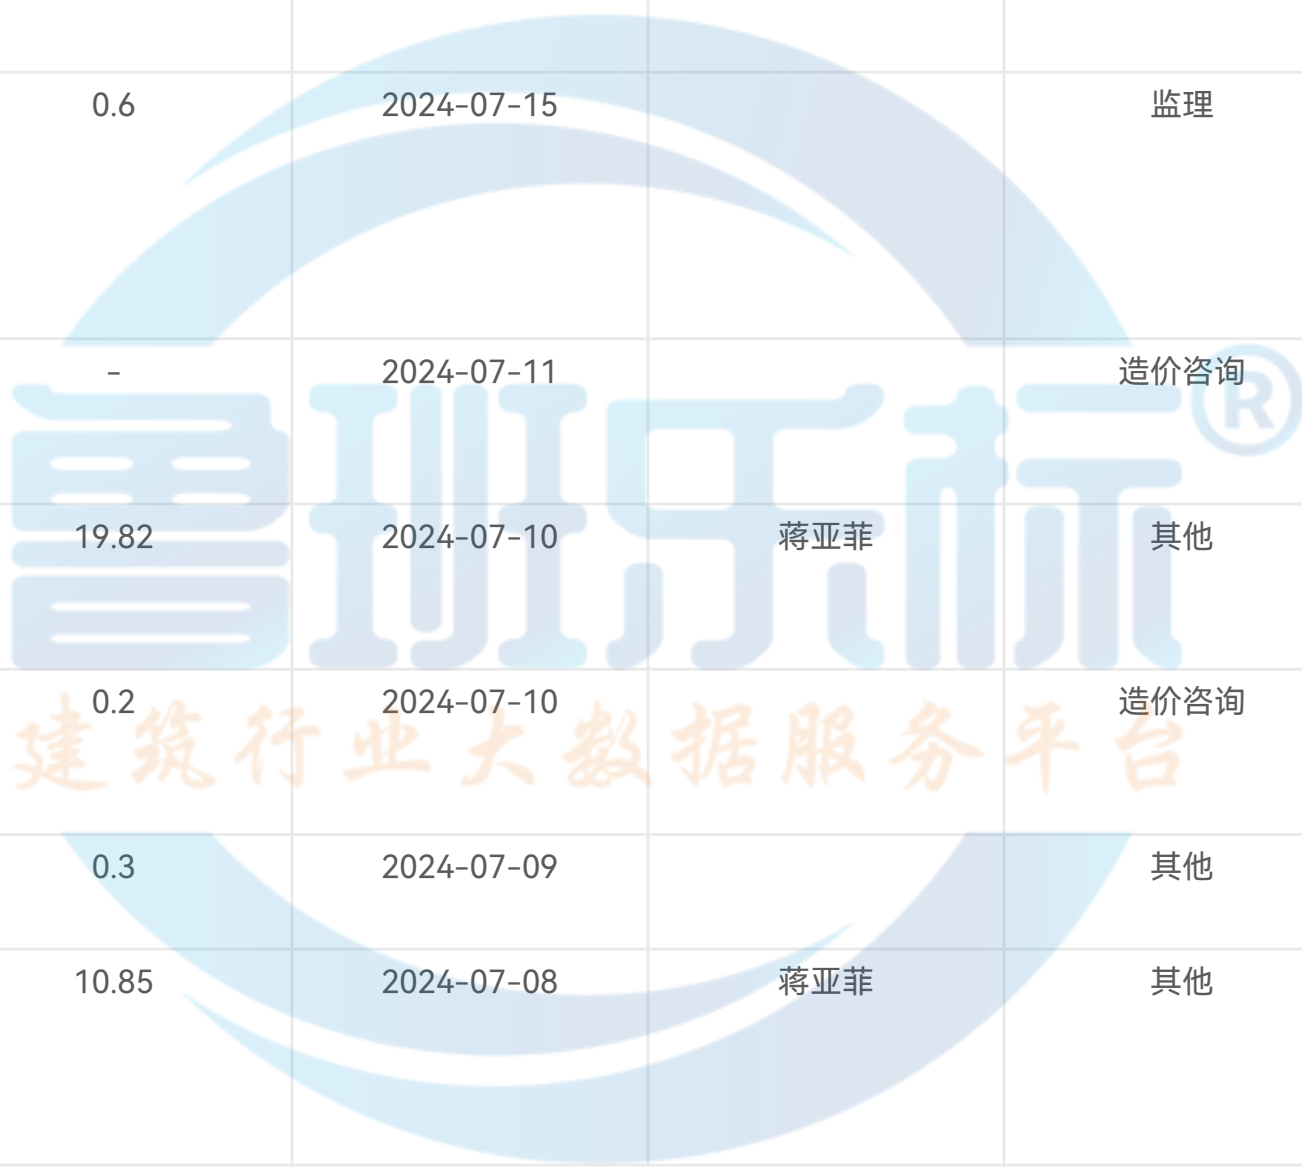 0.6 2024-07-15 监理
- 2024-07-11 造价咨询
鲁班乐标®
19.82 2024-07-10 蒋亚菲 其他
0.2 2024-07-10 造价咨询
建筑行业大数据服务平台
0.3 2024-07-09 其他
10.85 2024-07-08 蒋亚菲 其他